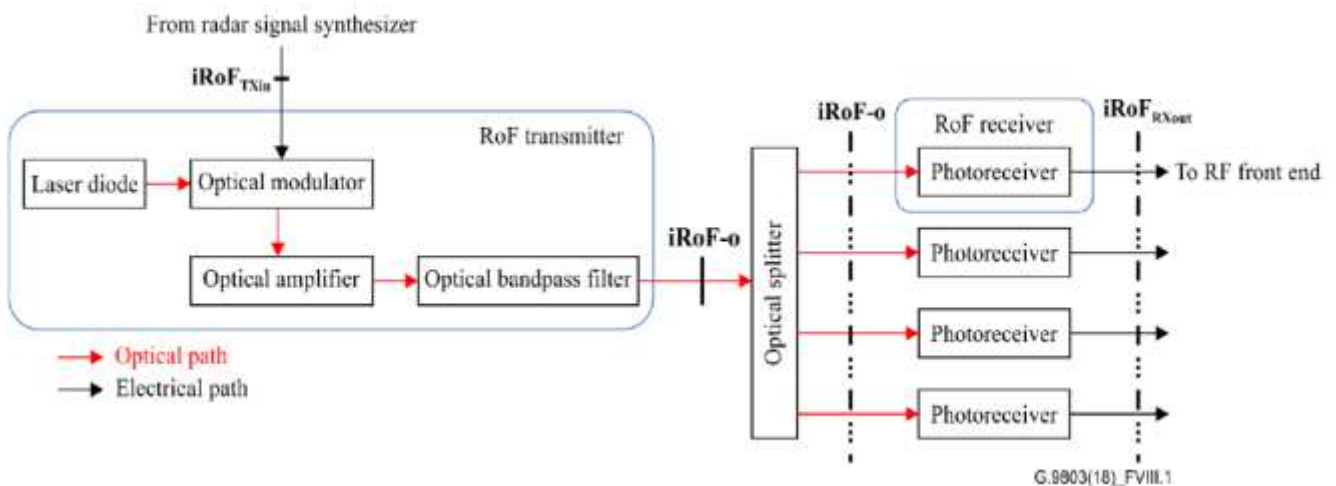 From radar signal synthesizer
iRoF_TXin
RoF transmitter
Laser diode
Optical modulator
Optical amplifier
Optical bandpass filter
iRoF-o
Optical splitter
iRoF-o
RoF receiver
iRoF_RXout
Photoreceiver
To RF front end
Photoreceiver
Photoreceiver
Photoreceiver
Optical path
Electrical path
G.9803(18)_FVIII.1